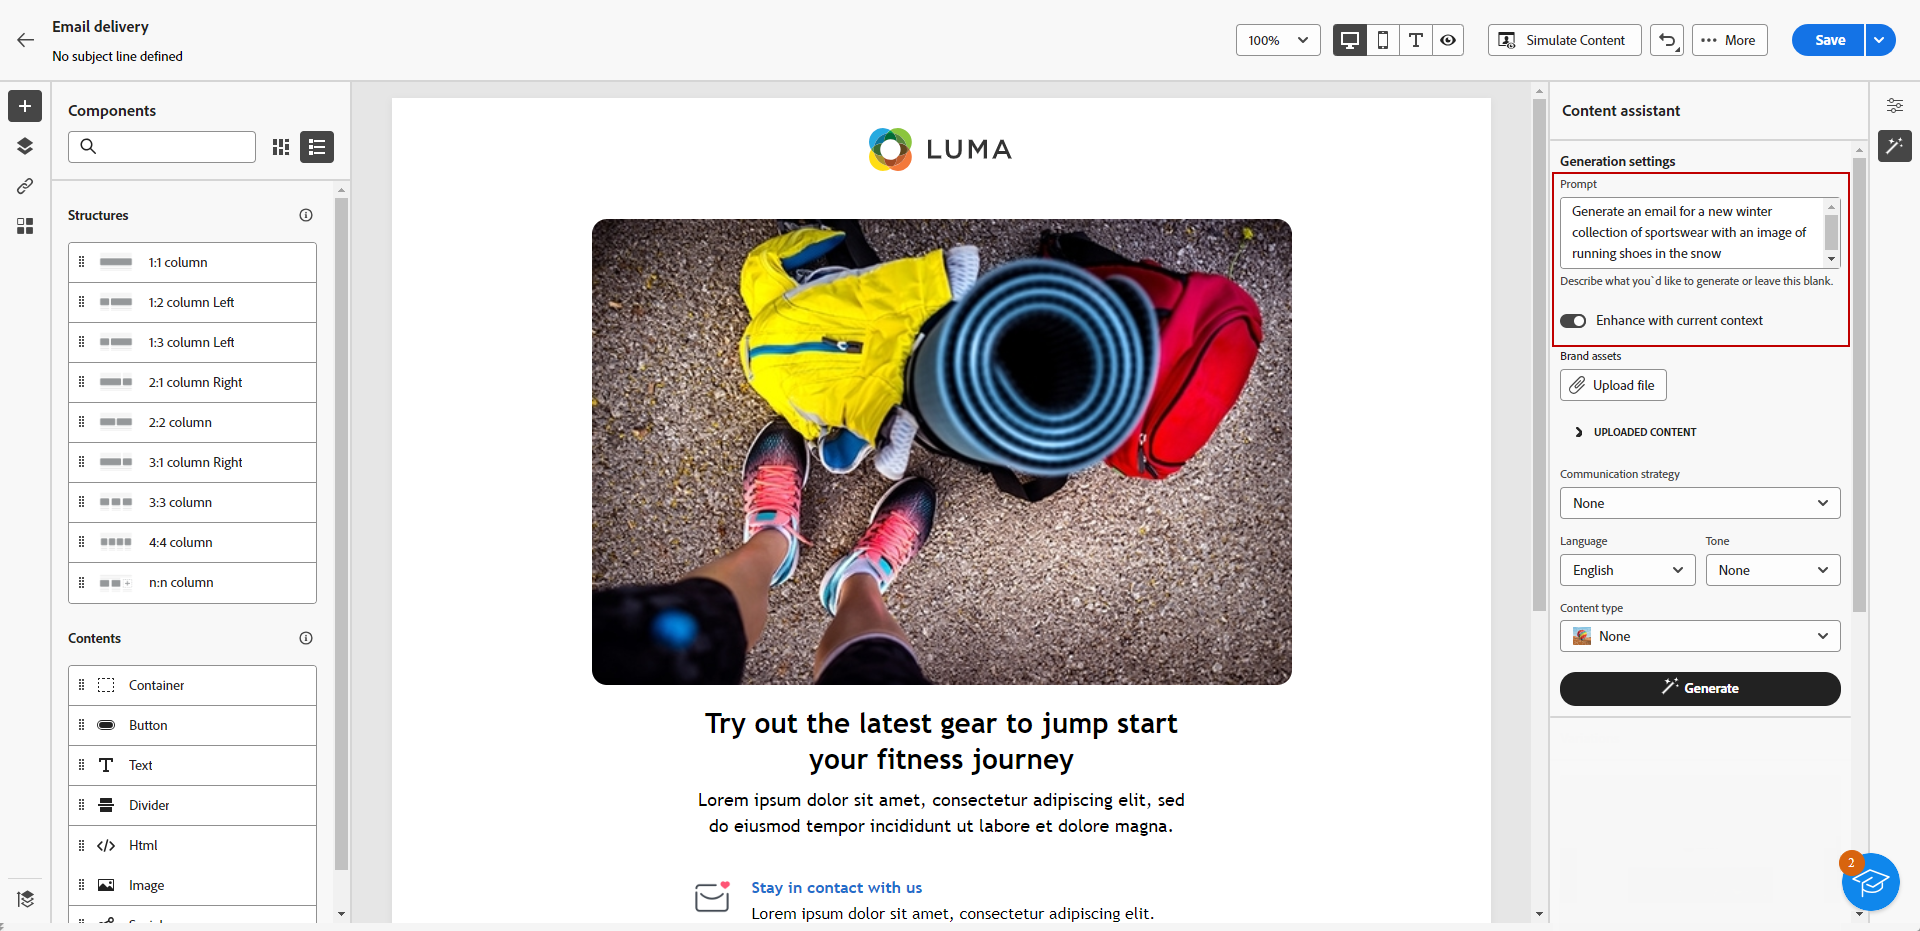 Email delivery
No subject line defined
100%
Simulate Content
More
Save
Components
Structures
1:1 column
1:2 column Left
1:3 column Left
2:1 column Right
2:2 column
3:1 column Right
3:3 column
4:4 column
n:n column
Contents
Container
Button
Text
Divider
Html
Image
LUMA
Try out the latest gear to jump start
your fitness journey
Lorem ipsum dolor sit amet, consectetur adipiscing elit, sed
do eiusmod tempor incididunt ut labore et dolore magna.
Stay in contact with us
Lorem ipsum dolor sit amet, consectetur adipiscing elit.
Content assistant
Generation settings
Prompt
Generate an email for a new winter
collection of sportswear with an image of
running shoes in the snow
Describe what you`d like to generate or leave this blank.
Enhance with current context
Brand assets
Upload file
UPLOADED CONTENT
Communication strategy
None
Language
Tone
English
None
Content type
None
Generate
2